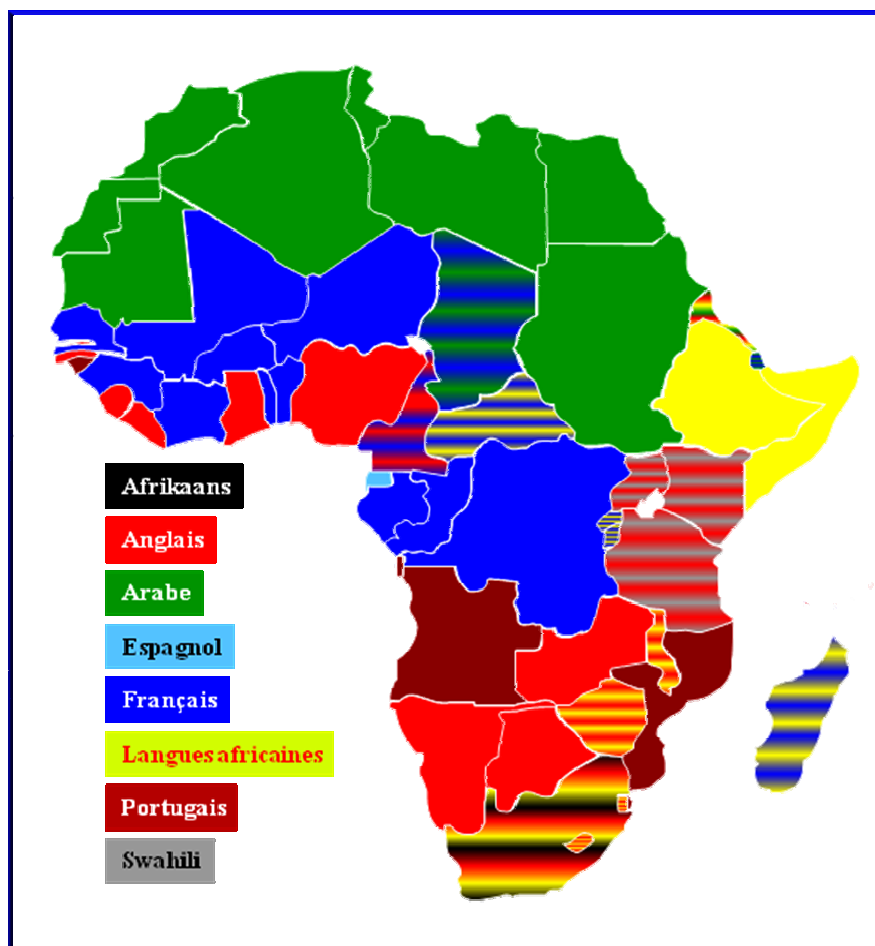 Afrikaans
Anglais
Arabe
Espagnol
Français
Langues africaines
Portugais
Swahili